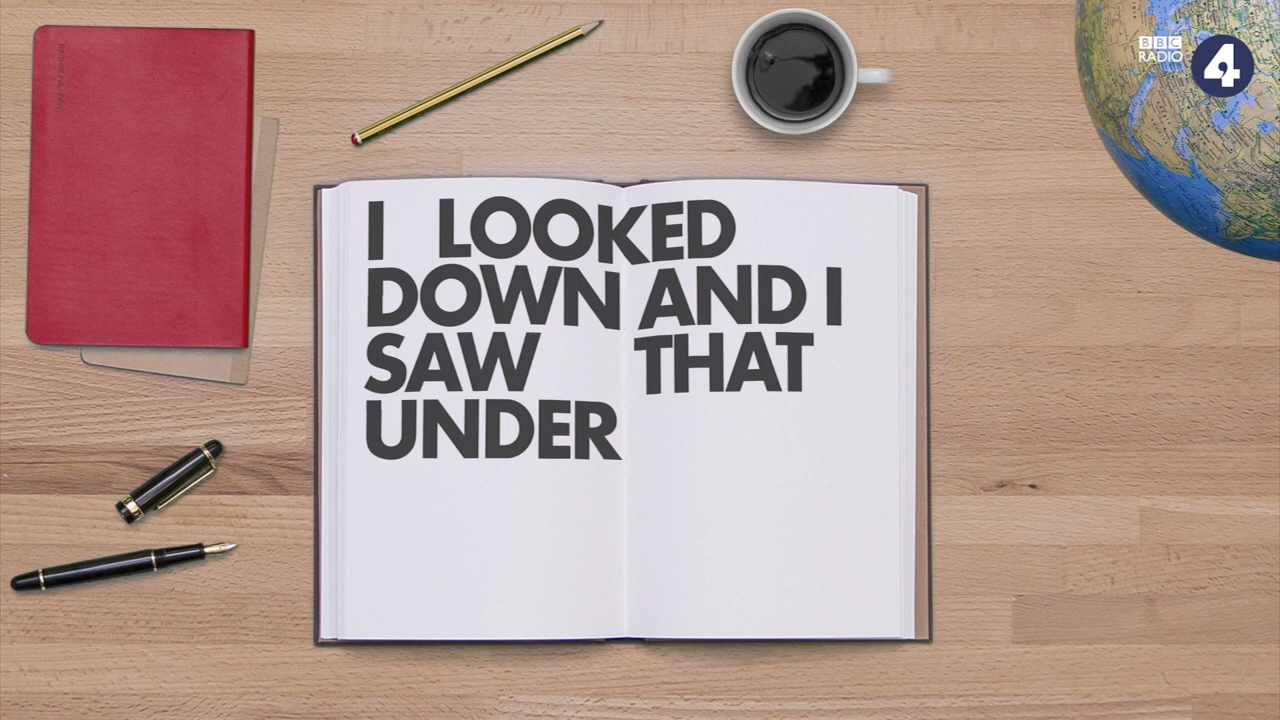 I LOOKED
DOWN AND I
SAW THAT
UNDER
BBC
RADIO
4